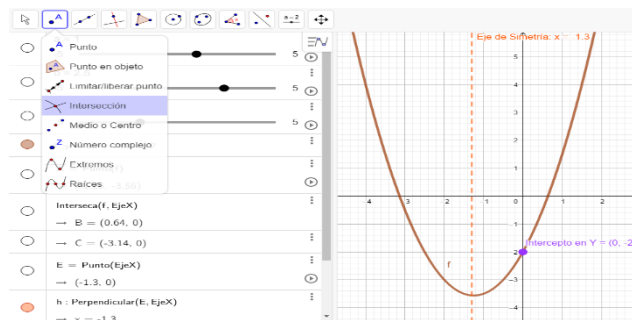 A
a=2
Punto
Punto en objeto
Limitar/liberar punto
Intersección
Medio o Centro
Z Número complejo
Extremos
Raíces
5
5
5
Interseca(f, EjeX)
→ B = (0.64, 0)
→ C = (-3.14, 0)
E = Punto(EjeX)
→ (-1.3, 0)
h : Perpendicular(E, EjeX)
→ x = -1.3
Eje de Simetría: x = 1.3
5
4
3
2
1
4 3 2 1 0 1 2
Intercepto en Y = (0, -2
-2
f
-3
-4